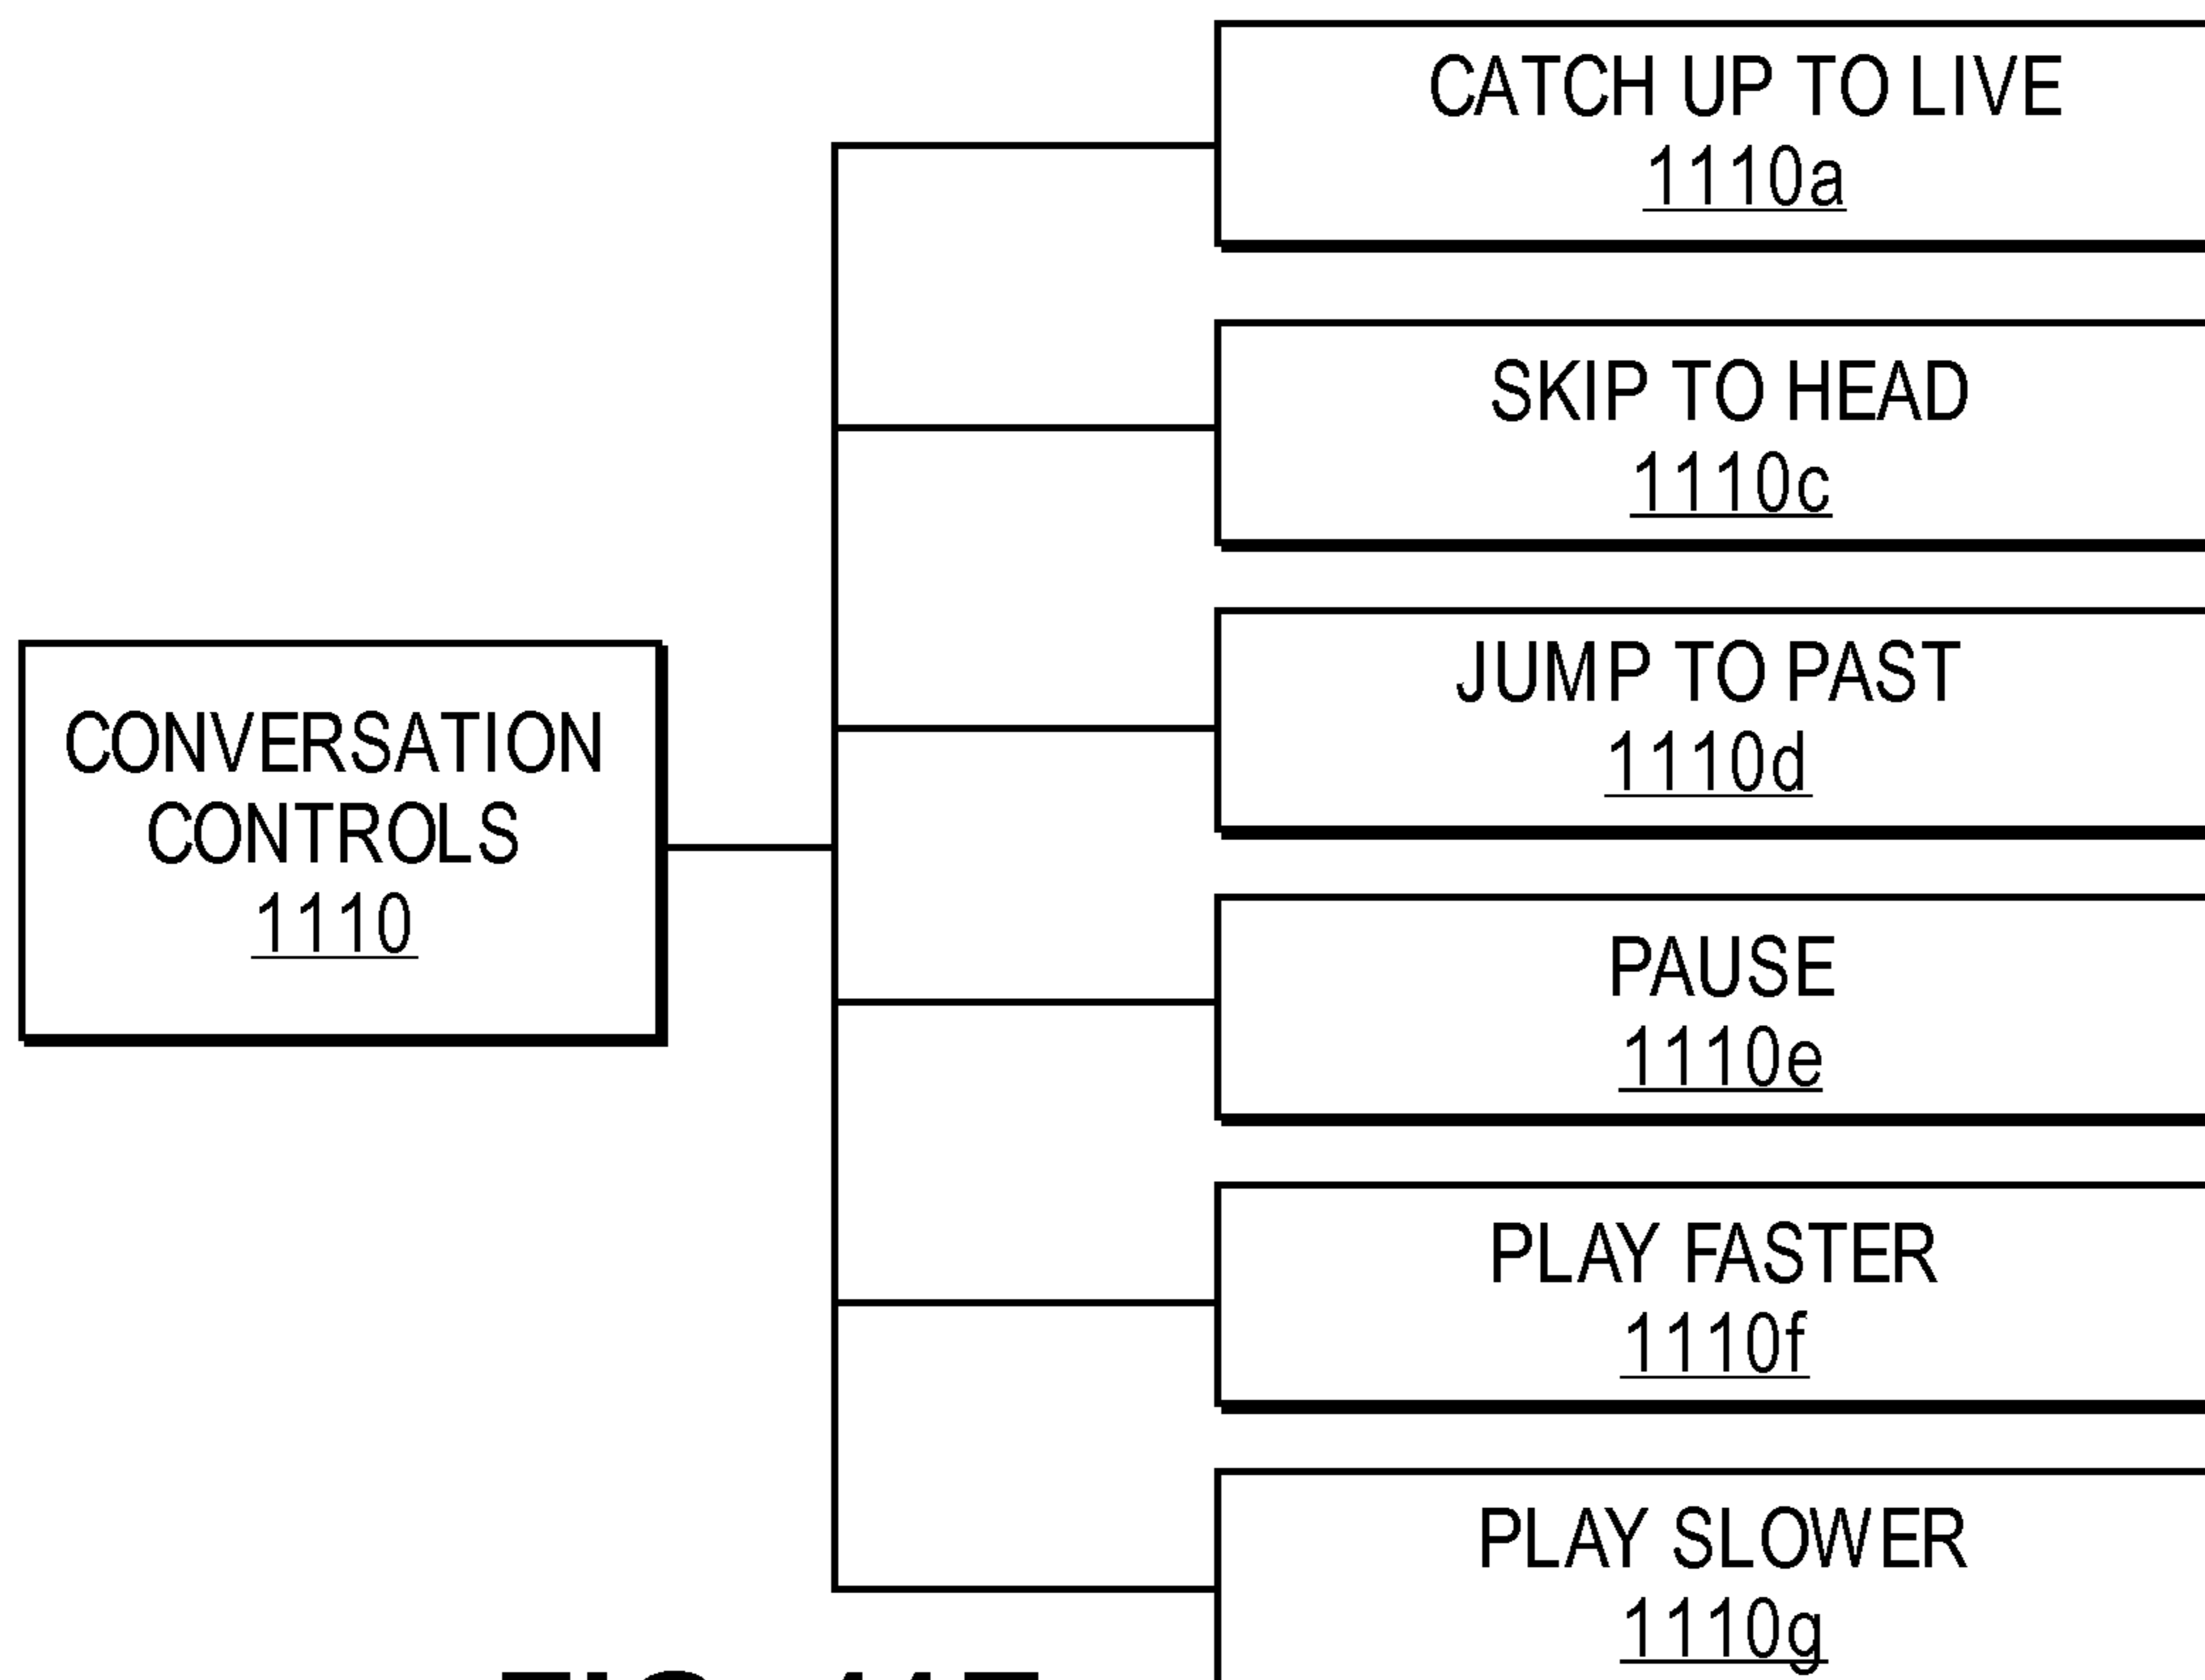 CATCH UP TO LIVE
1110a
SKIP TO HEAD
1110c
JUMP TO PAST
1110d
CONVERSATION
CONTROLS
1110
PAUSE
1110e
PLAY FASTER
1110f
PLAY SLOWER
1110g